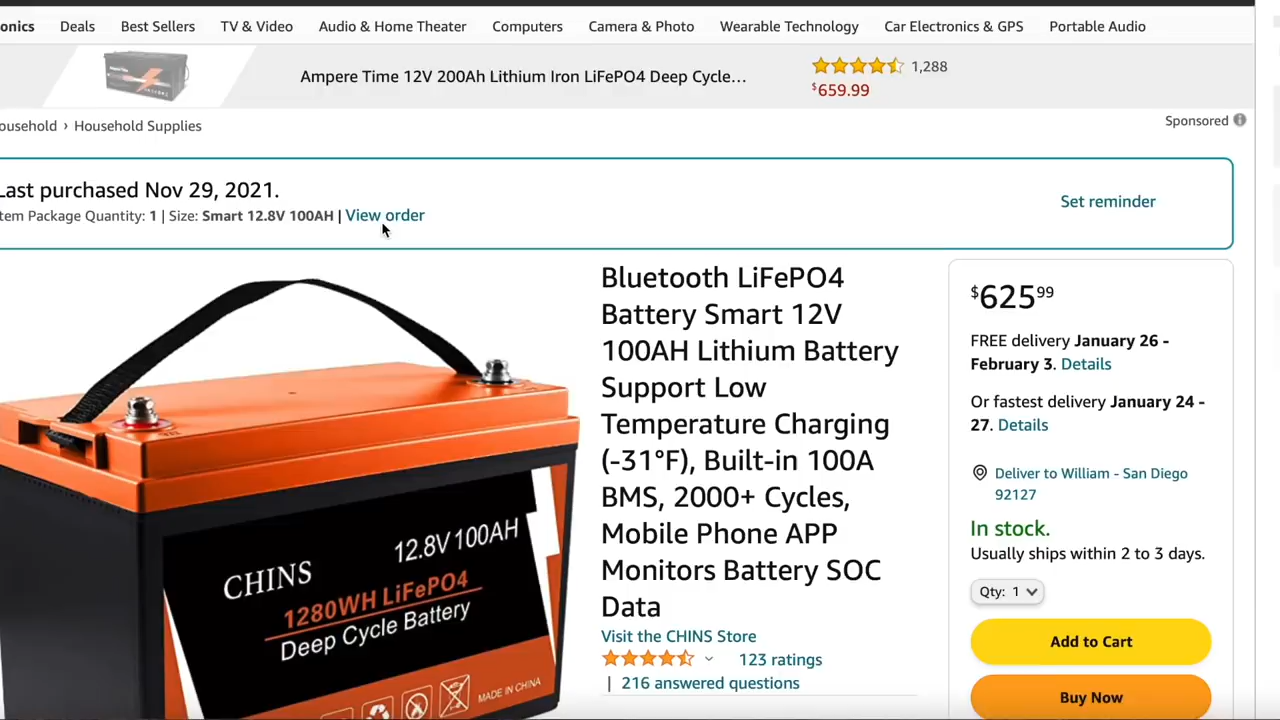 onics Deals Best Sellers TV & Video Audio & Home Theater Computers Camera & Photo Wearable Technology Car Electronics & GPS Portable Audio
Ampere Time 12V 200Ah Lithium Iron LiFePO4 Deep Cycle…
1,288
$659.99
ousehold › Household Supplies
Sponsored
Last purchased Nov 29, 2021.
tem Package Quantity: 1 | Size: Smart 12.8V 100AH | View order
Set reminder
Bluetooth LiFePO4
Battery Smart 12V
100AH Lithium Battery
Support Low
Temperature Charging
(-31°F), Built-in 100A
BMS, 2000+ Cycles,
Mobile Phone APP
Monitors Battery SOC
Data
Visit the CHINS Store
123 ratings
| 216 answered questions
$625.99
FREE delivery January 26 -
February 3. Details
Or fastest delivery January 24 -
27. Details
Deliver to William - San Diego
92127
In stock.
Usually ships within 2 to 3 days.
Qty: 1
Add to Cart
Buy Now
CHINS
12.8V 100AH
1280WH LiFePO4
Deep Cycle Battery
MADE IN CHINA